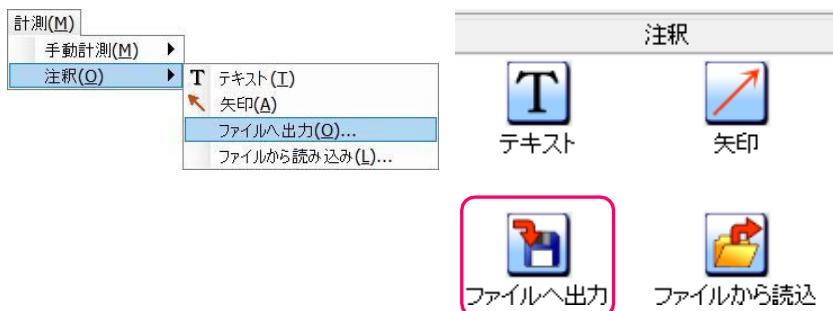 計測(M)
手動計測(M)
注釈(O)
T テキスト(T)
矢印(A)
ファイルへ出力(O)...
ファイルから読み込み(L)...
注釈
T
テキスト
矢印
ファイルへ出力
ファイルから読込